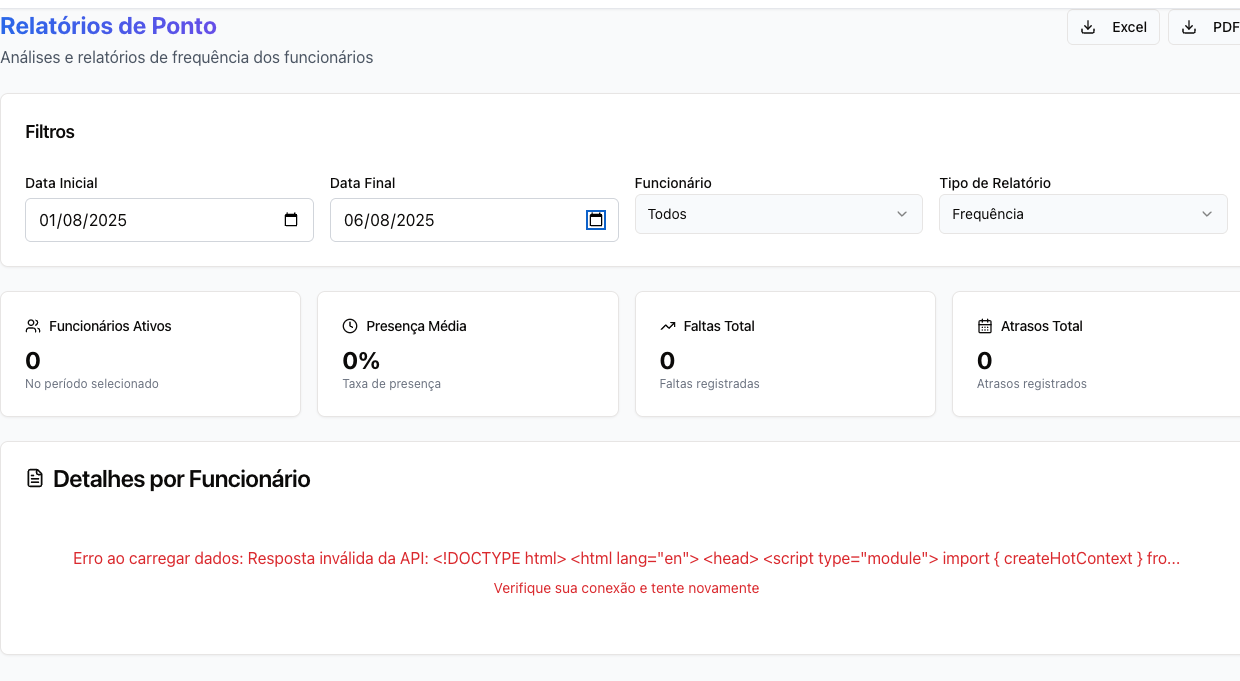 Relatórios de Ponto
Excel
PDF
Análises e relatórios de frequência dos funcionários
Filtros
Data Inicial
Data Final
Funcionário
Tipo de Relatório
01/08/2025
06/08/2025
Todos
Frequência
Funcionários Ativos
0
No período selecionado
Presença Média
0%
Taxa de presença
Faltas Total
0
Faltas registradas
Atrasos Total
0
Atrasos registrados
Detalhes por Funcionário
Erro ao carregar dados: Resposta inválida da API: <!DOCTYPE html> <html lang="en"> <head> <script type="module"> import { createHotContext } fro...
Verifique sua conexão e tente novamente